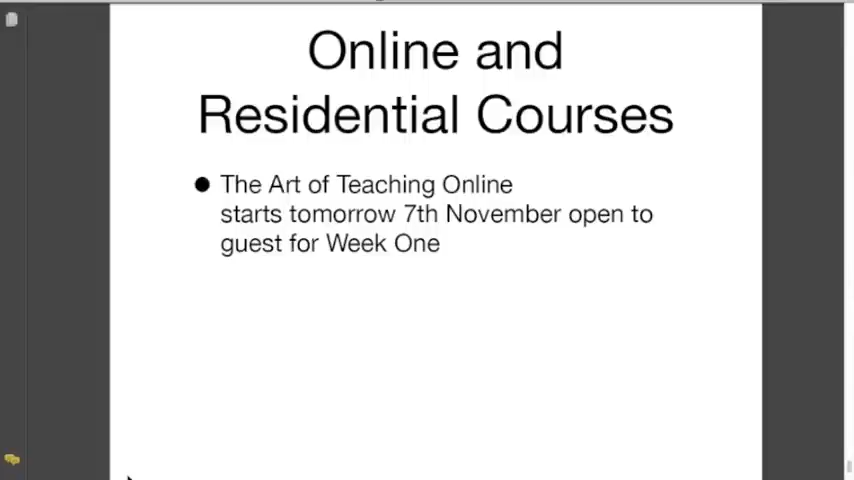 Online and
Residential Courses
● The Art of Teaching Online
starts tomorrow 7th November open to
guest for Week One